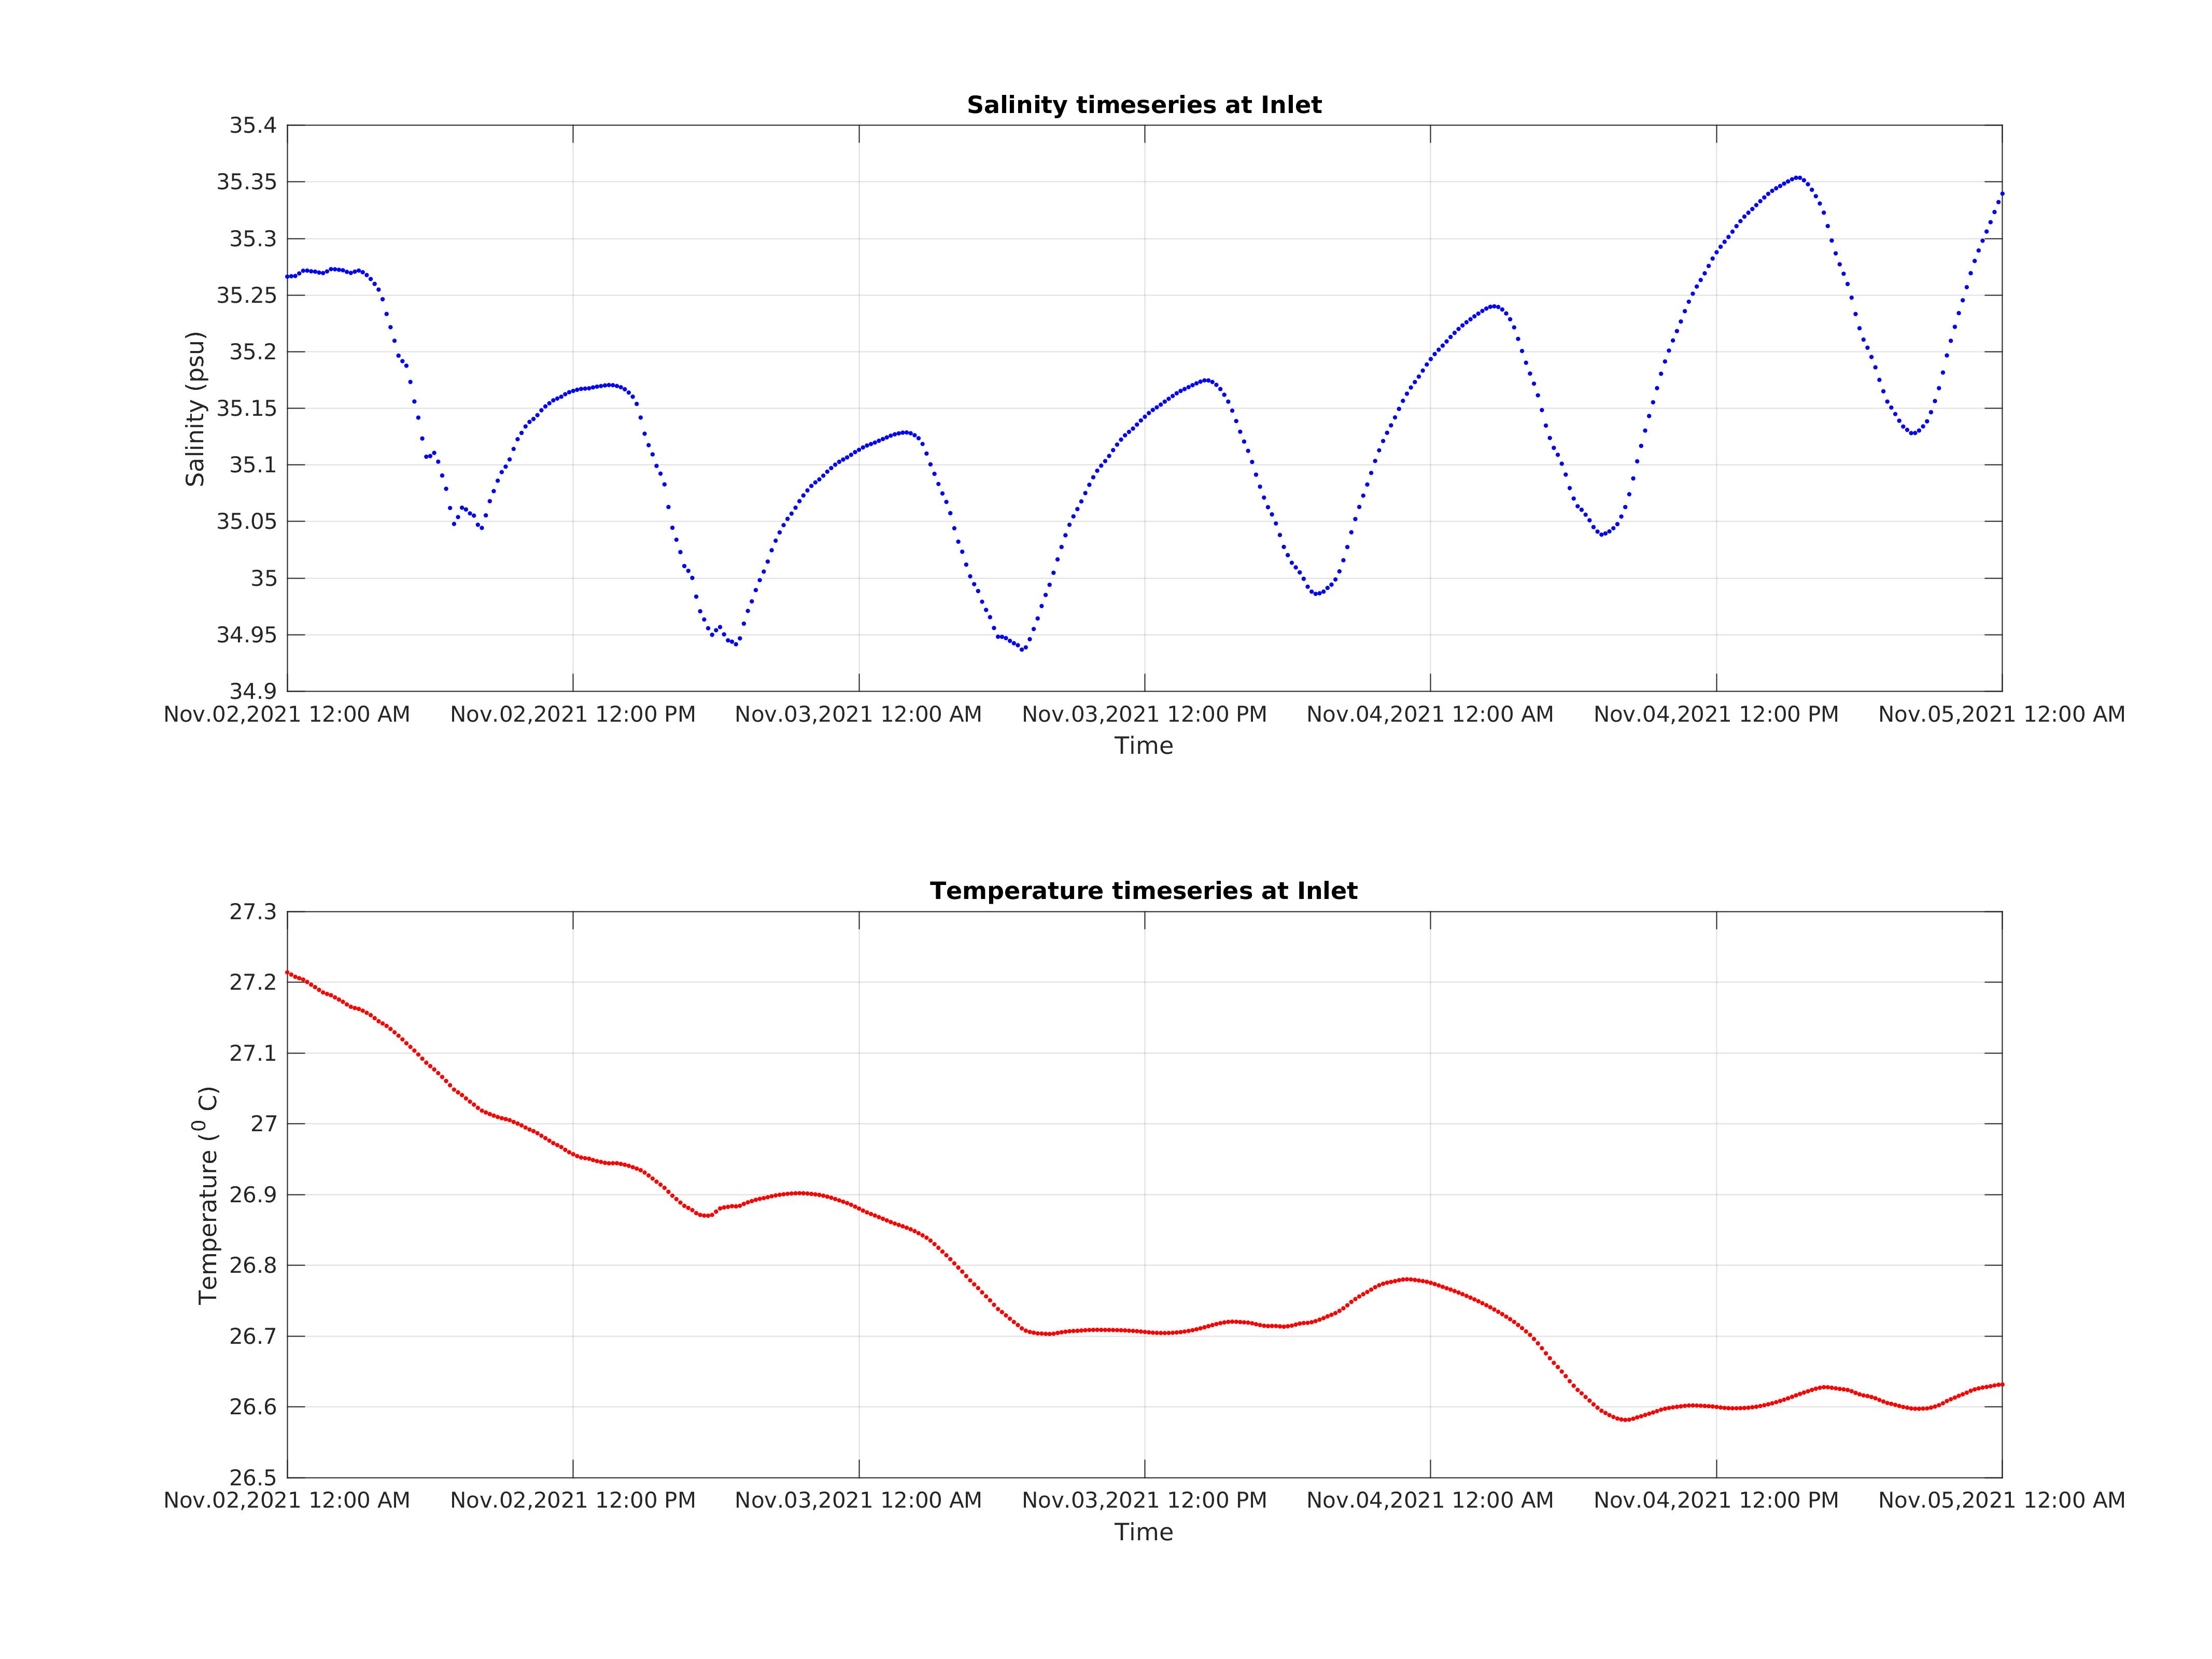 Salinity timeseries at Inlet
35.4
35.35
35.3
35.25
35.2
35.15
35.1
35.05
35
34.95
34.9
Salinity (psu)
Nov.02,2021 12:00 AM Nov.02,2021 12:00 PM Nov.03,2021 12:00 AM Nov.03,2021 12:00 PM Nov.04,2021 12:00 AM Nov.04,2021 12:00 PM Nov.05,2021 12:00 AM
Time
Temperature timeseries at Inlet
27.3
27.2
27.1
27
26.9
26.8
26.7
26.6
26.5
Temperature (⁰ C)
Nov.02,2021 12:00 AM Nov.02,2021 12:00 PM Nov.03,2021 12:00 AM Nov.03,2021 12:00 PM Nov.04,2021 12:00 AM Nov.04,2021 12:00 PM Nov.05,2021 12:00 AM
Time